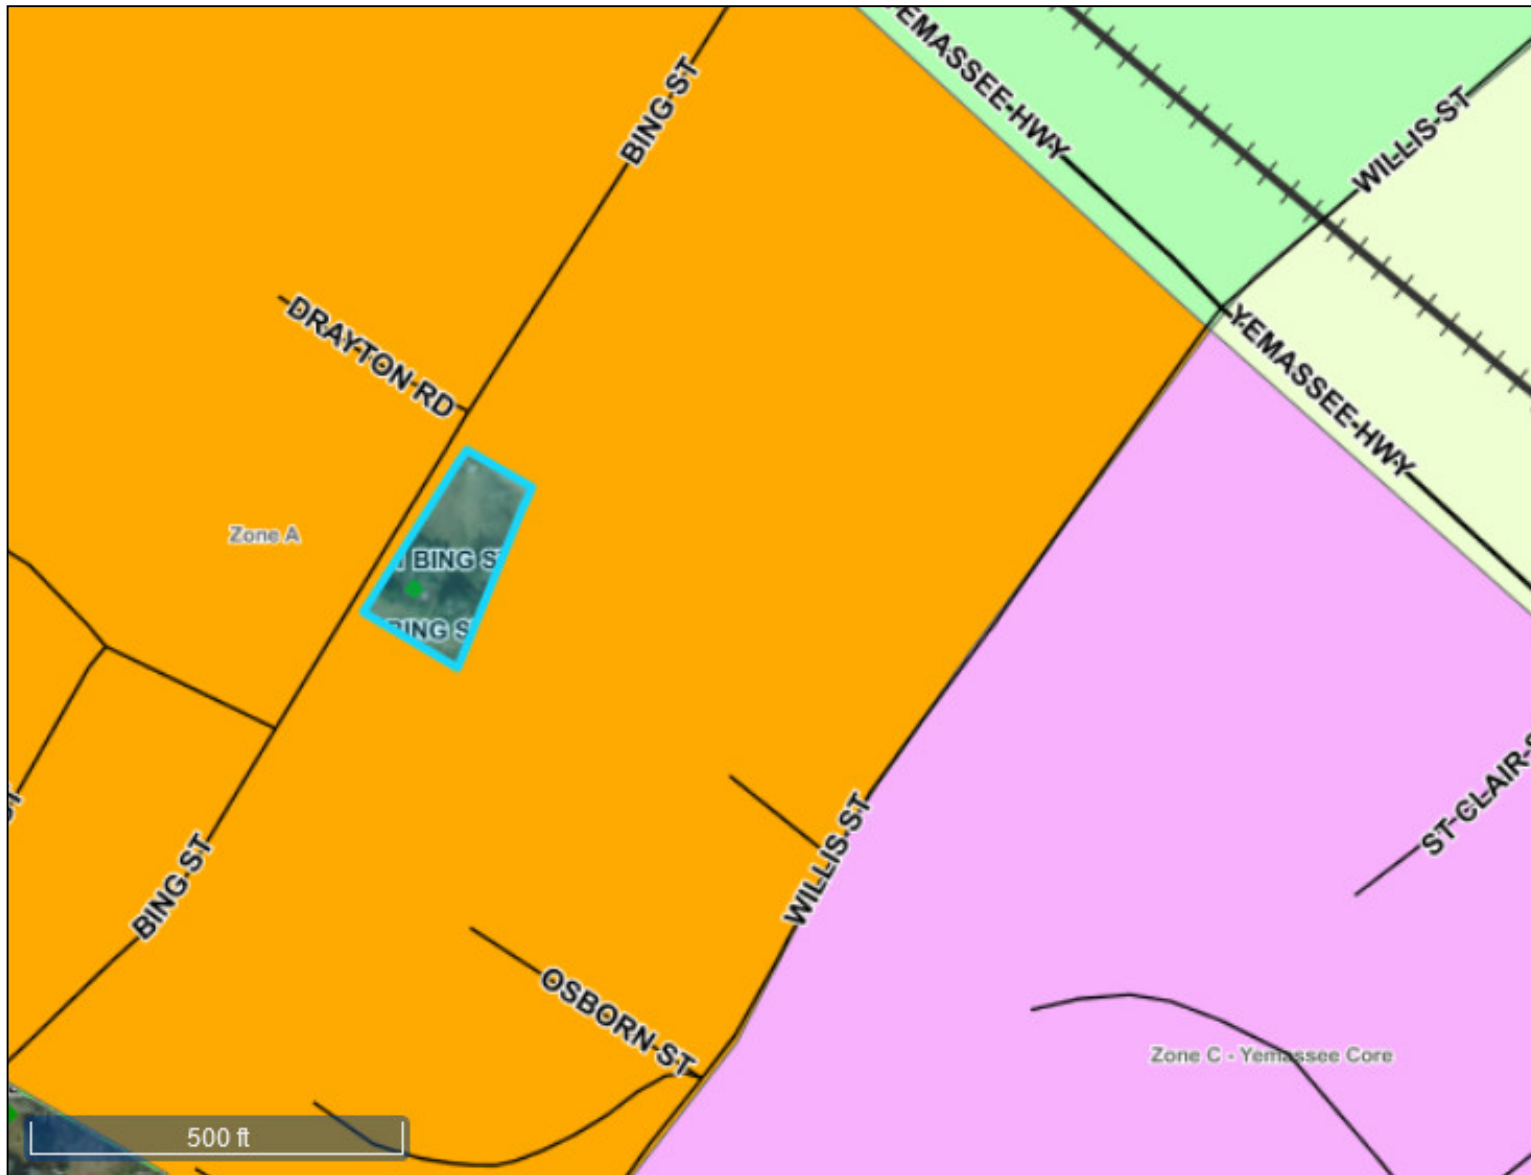 YEMASSEE-HWY
BING-ST
WILLIS-ST
DRAYTON-RD
YEMASSEE-HWY
Zone A
BING S
BING S
WILLIS-ST
ST-CLAIR-S
BING-ST
OSBORN-ST
Zone C - Yemassee Core
500 ft